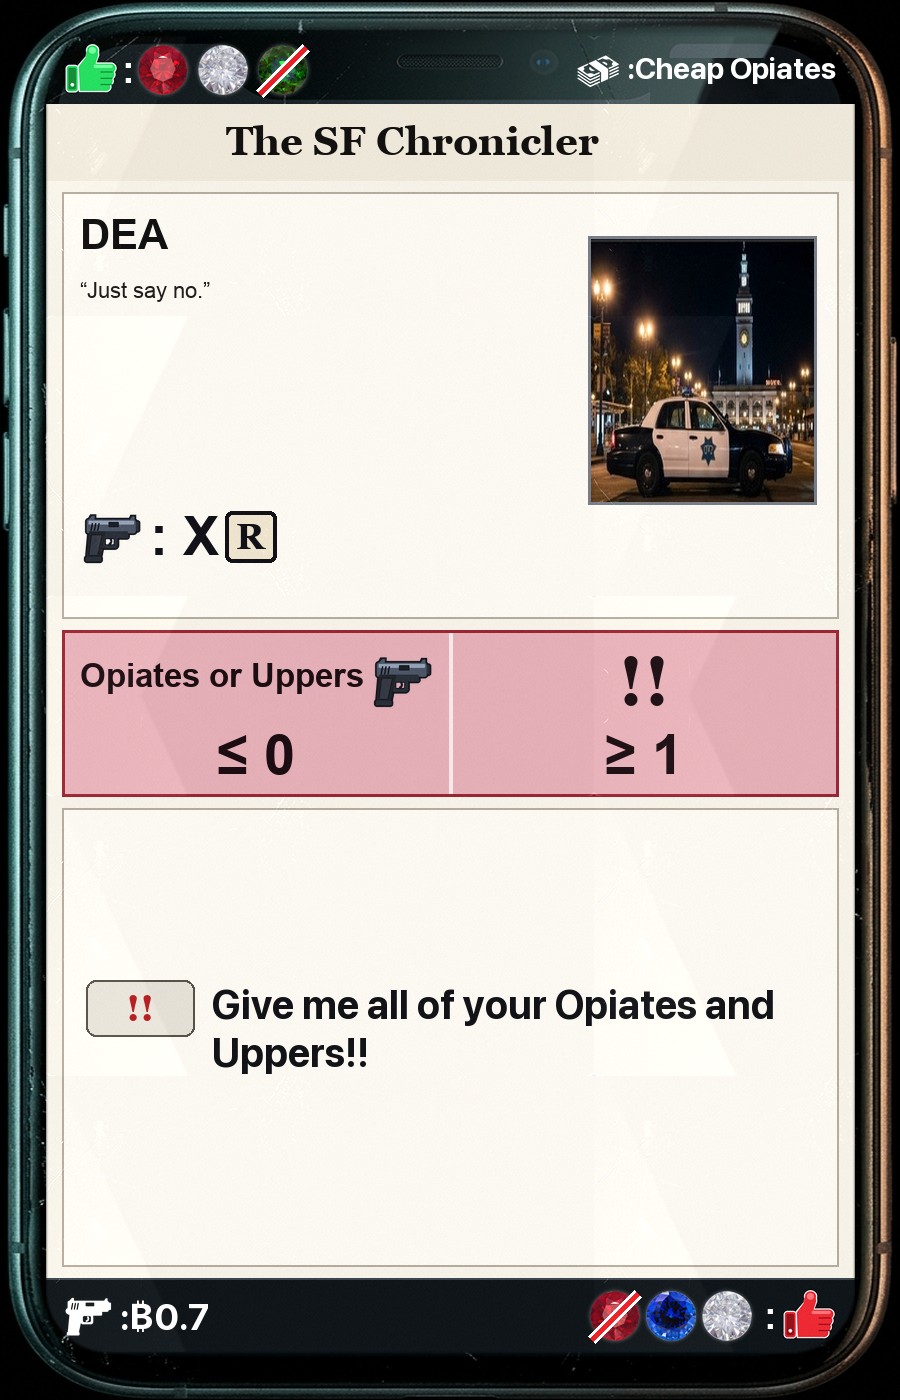 :
:Cheap Opiates
The SF Chronicler
DEA
“Just say no.”
: X R
Opiates or Uppers
≤ 0
!!
≥ 1
!! Give me all of your Opiates and
Uppers!!
:₿0.7
: